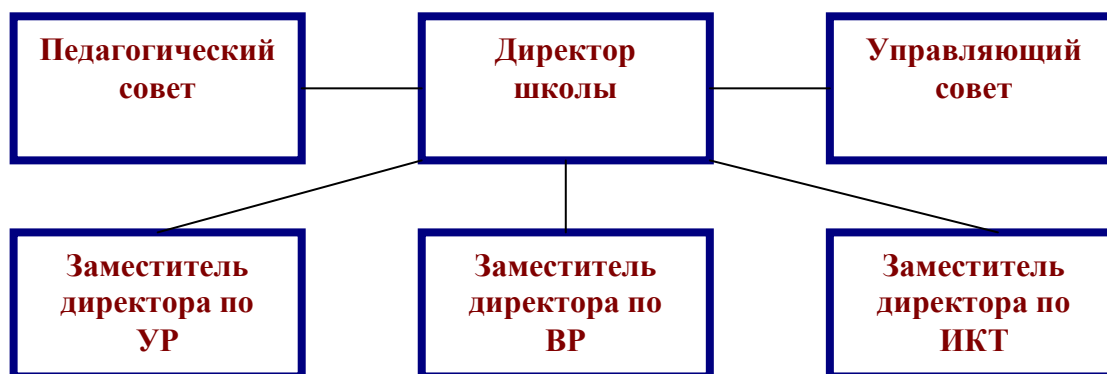 Педагогический
совет
Директор
школы
Управляющий
совет
Заместитель
директора по
УР
Заместитель
директора по
ВР
Заместитель
директора по
ИКТ